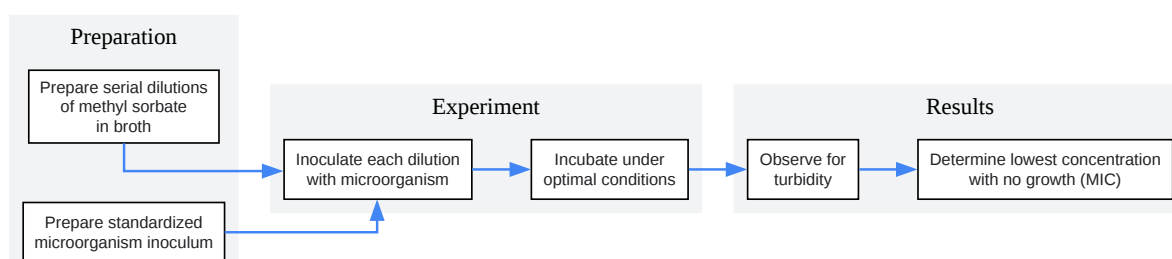 Preparation
Prepare serial dilutions
of methyl sorbate
in broth
Prepare standardized
microorganism inoculum
Experiment
Inoculate each dilution
with microorganism
Incubate under
optimal conditions
Results
Observe for
turbidity
Determine lowest concentration
with no growth (MIC)